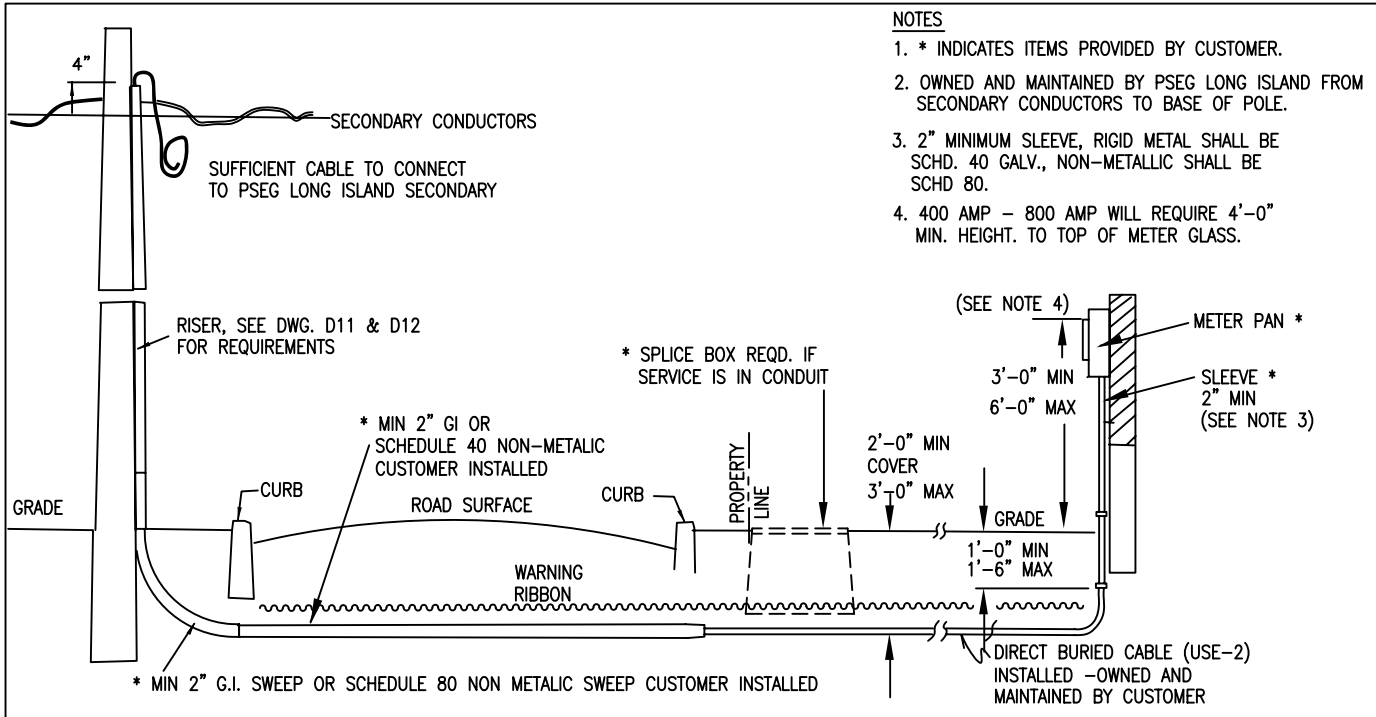 NOTES
1. * INDICATES ITEMS PROVIDED BY CUSTOMER.
2. OWNED AND MAINTAINED BY PSEG LONG ISLAND FROM
SECONDARY CONDUCTORS TO BASE OF POLE.
3. 2" MINIMUM SLEEVE, RIGID METAL SHALL BE
SCHD. 40 GALV., NON-METALLIC SHALL BE
SCHD 80.
4. 400 AMP - 800 AMP WILL REQUIRE 4'-0"
MIN. HEIGHT. TO TOP OF METER GLASS.
4"
SECONDARY CONDUCTORS
SUFFICIENT CABLE TO CONNECT
TO PSEG LONG ISLAND SECONDARY
RISER, SEE DWG. D11 & D12
FOR REQUIREMENTS
* SPLICE BOX REQD. IF
SERVICE IS IN CONDUIT
(SEE NOTE 4)
METER PAN *
3'-0" MIN
6'-0" MAX
SLEEVE *
2" MIN
(SEE NOTE 3)
* MIN 2" GI OR
SCHEDULE 40 NON-METALIC
CUSTOMER INSTALLED
2'-0" MIN
COVER
3'-0" MAX
PROPERTY
LINE
GRADE
CURB
ROAD SURFACE
CURB
GRADE
1'-0" MIN
1'-6" MAX
WARNING
RIBBON
DIRECT BURIED CABLE (USE-2)
INSTALLED -OWNED AND
MAINTAINED BY CUSTOMER
* MIN 2" G.I. SWEEP OR SCHEDULE 80 NON METALIC SWEEP CUSTOMER INSTALLED